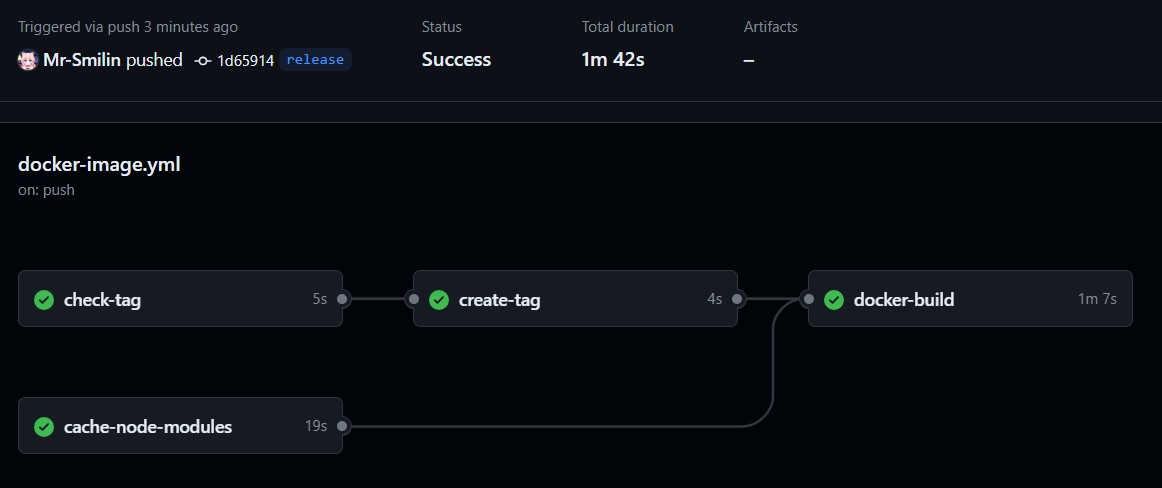 Triggered via push 3 minutes ago
Mr-Smilin pushed 1d65914 release
Status
Success
Total duration
1m 42s
Artifacts
–
docker-image.yml
on: push
check-tag 5s
create-tag 4s
docker-build 1m 7s
cache-node-modules 19s